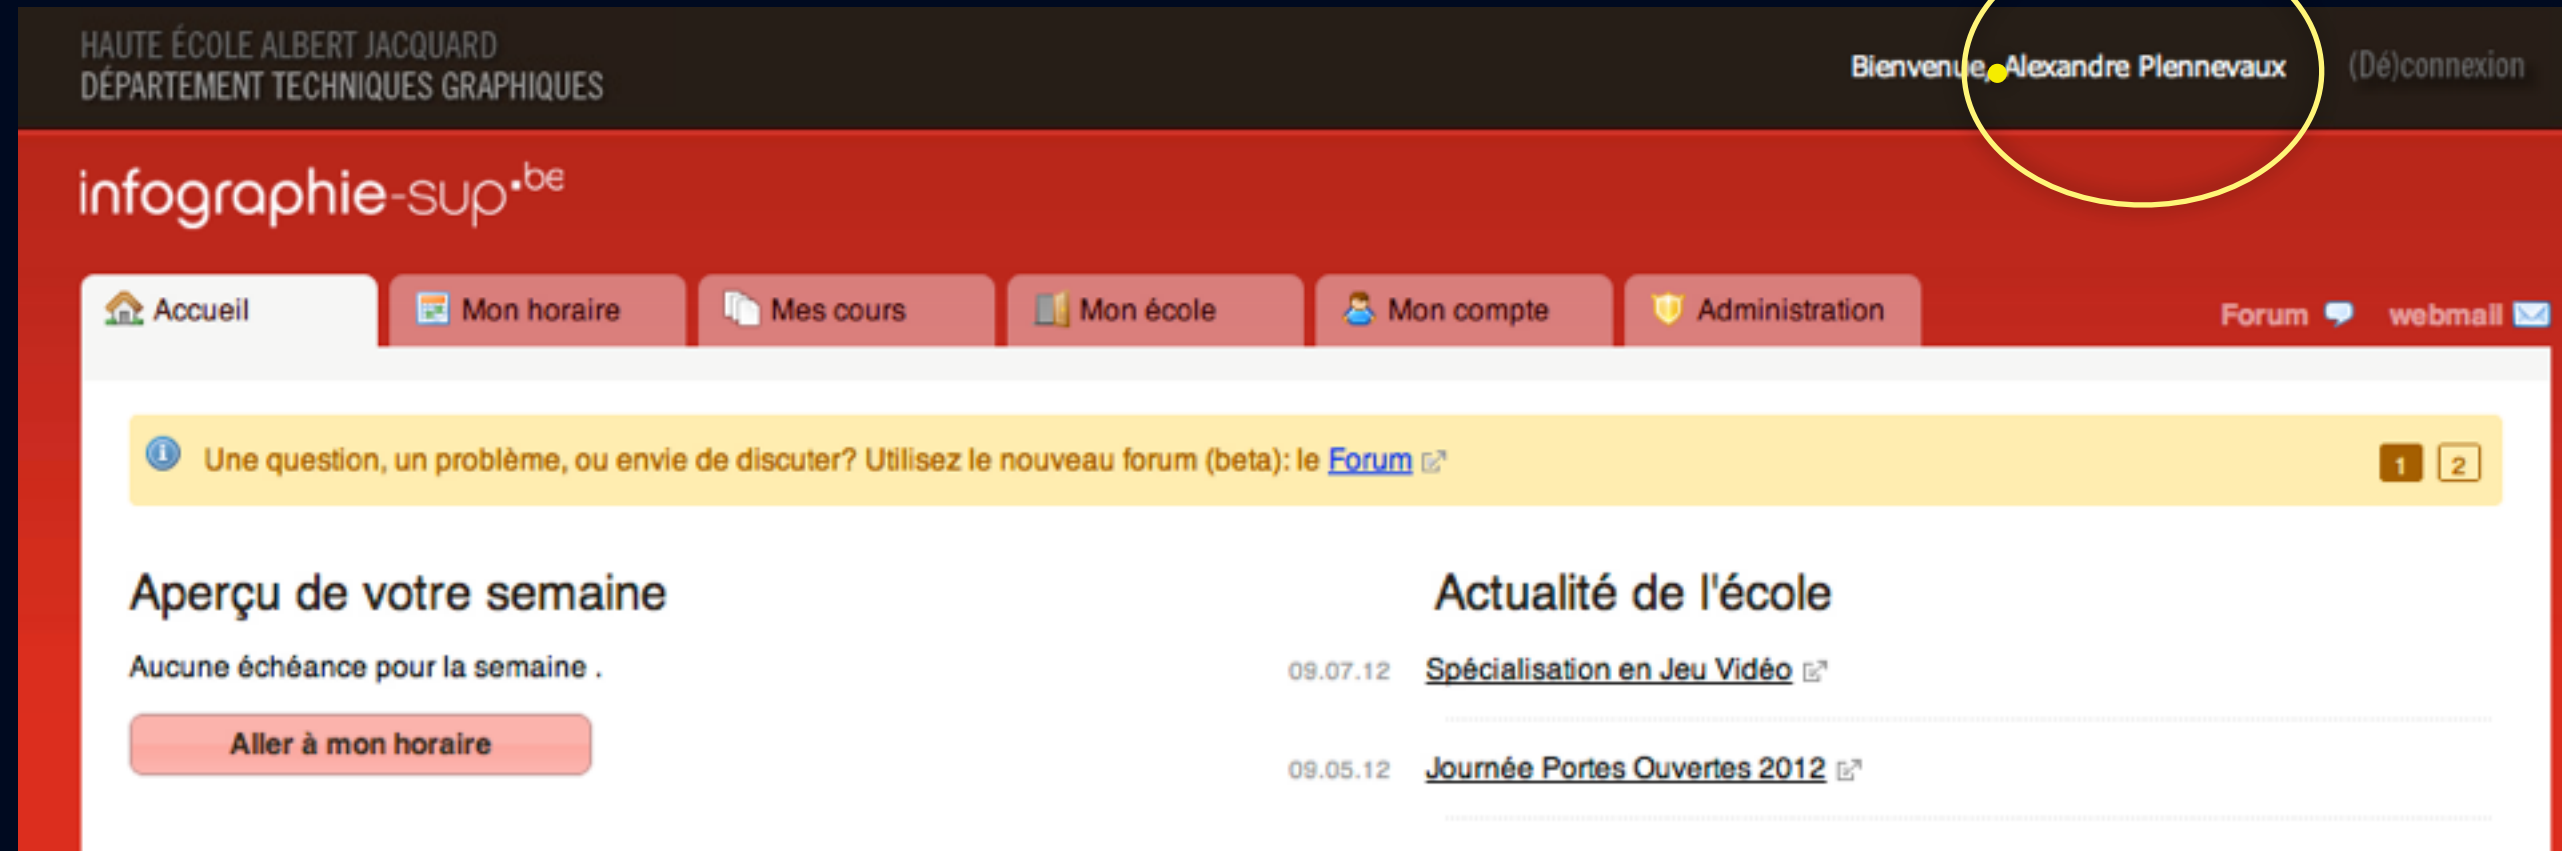 HAUTE ÉCOLE ALBERT JACQUARD
DÉPARTEMENT TECHNIQUES GRAPHIQUES
Bienvenue, Alexandre Plennevaux
(Dé)connexion
infographie-sup.be
Accueil
Mon horaire
Mes cours
Mon école
Mon compte
Administration
Forum
webmail
Une question, un problème, ou envie de discuter? Utilisez le nouveau forum (beta): le Forum
1 2
Aperçu de votre semaine
Aucune échéance pour la semaine .
Aller à mon horaire
Actualité de l'école
09.07.12 Spécialisation en Jeu Vidéo
09.05.12 Journée Portes Ouvertes 2012